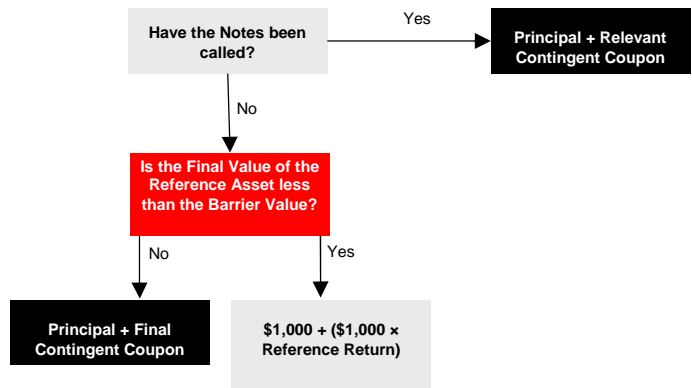 Have the Notes been
called?
Yes
Principal + Relevant
Contingent Coupon
No
Is the Final Value of the
Reference Asset less
than the Barrier Value?
No
Yes
Principal + Final
Contingent Coupon
$1,000 + ($1,000 ×
Reference Return)